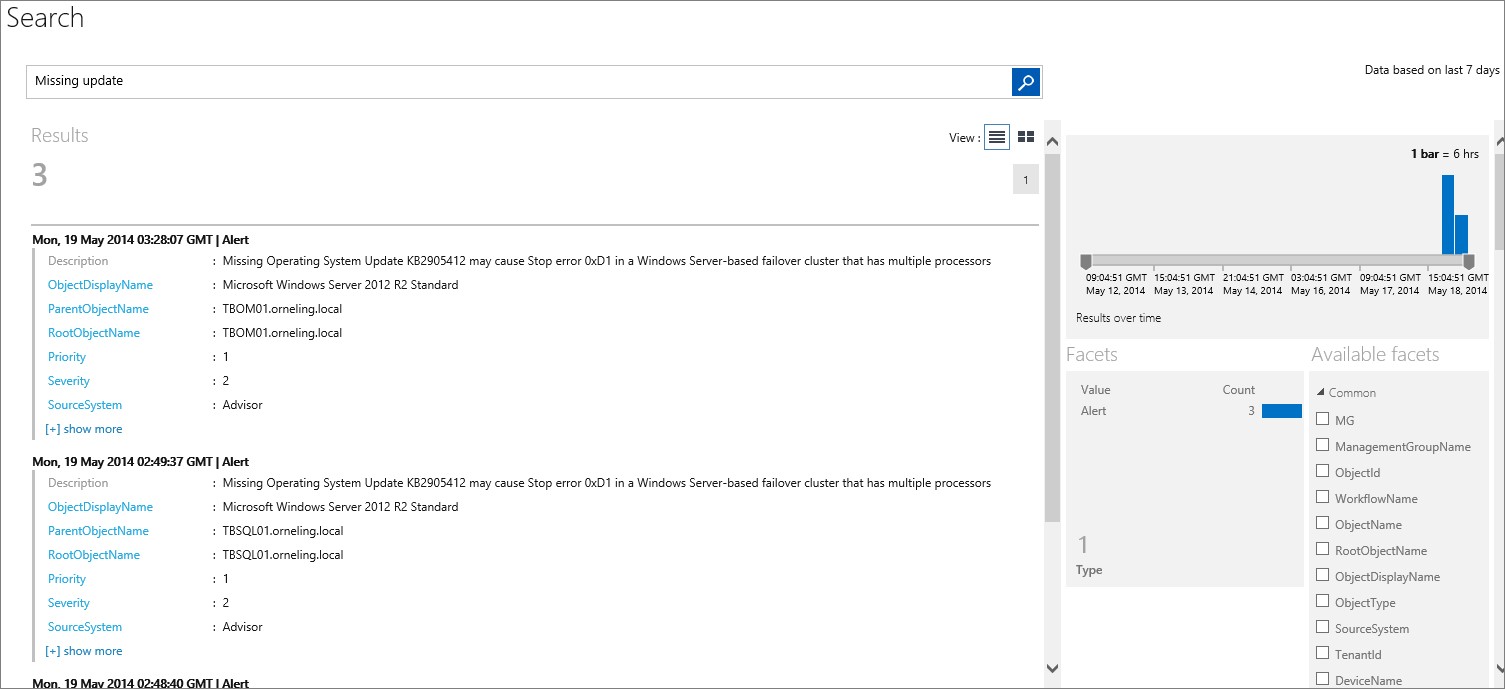 Search
Missing update
Data based on last 7 days
Results
View :
3
1
Mon, 19 May 2014 03:28:07 GMT | Alert
Description : Missing Operating System Update KB2905412 may cause Stop error 0xD1 in a Windows Server-based failover cluster that has multiple processors
ObjectDisplayName : Microsoft Windows Server 2012 R2 Standard
ParentObjectName : TBOM01.orneling.local
RootObjectName : TBOM01.orneling.local
Priority : 1
Severity : 2
SourceSystem : Advisor
[+] show more
Mon, 19 May 2014 02:49:37 GMT | Alert
Description : Missing Operating System Update KB2905412 may cause Stop error 0xD1 in a Windows Server-based failover cluster that has multiple processors
ObjectDisplayName : Microsoft Windows Server 2012 R2 Standard
ParentObjectName : TBSQL01.orneling.local
RootObjectName : TBSQL01.orneling.local
Priority : 1
Severity : 2
SourceSystem : Advisor
[+] show more
Mon, 19 May 2014 02:48:40 GMT | Alert
1 bar = 6 hrs
09:04:51 GMT 15:04:51 GMT 21:04:51 GMT 03:04:51 GMT 09:04:51 GMT 15:04:51 GMT
May 12, 2014 May 13, 2014 May 14, 2014 May 16, 2014 May 17, 2014 May 18, 2014
Results over time
Facets
Value Count
Alert 3
1
Type
Available facets
Common
MG
ManagementGroupName
ObjectId
WorkflowName
ObjectName
RootObjectName
ObjectDisplayName
ObjectType
SourceSystem
TenantId
DeviceName